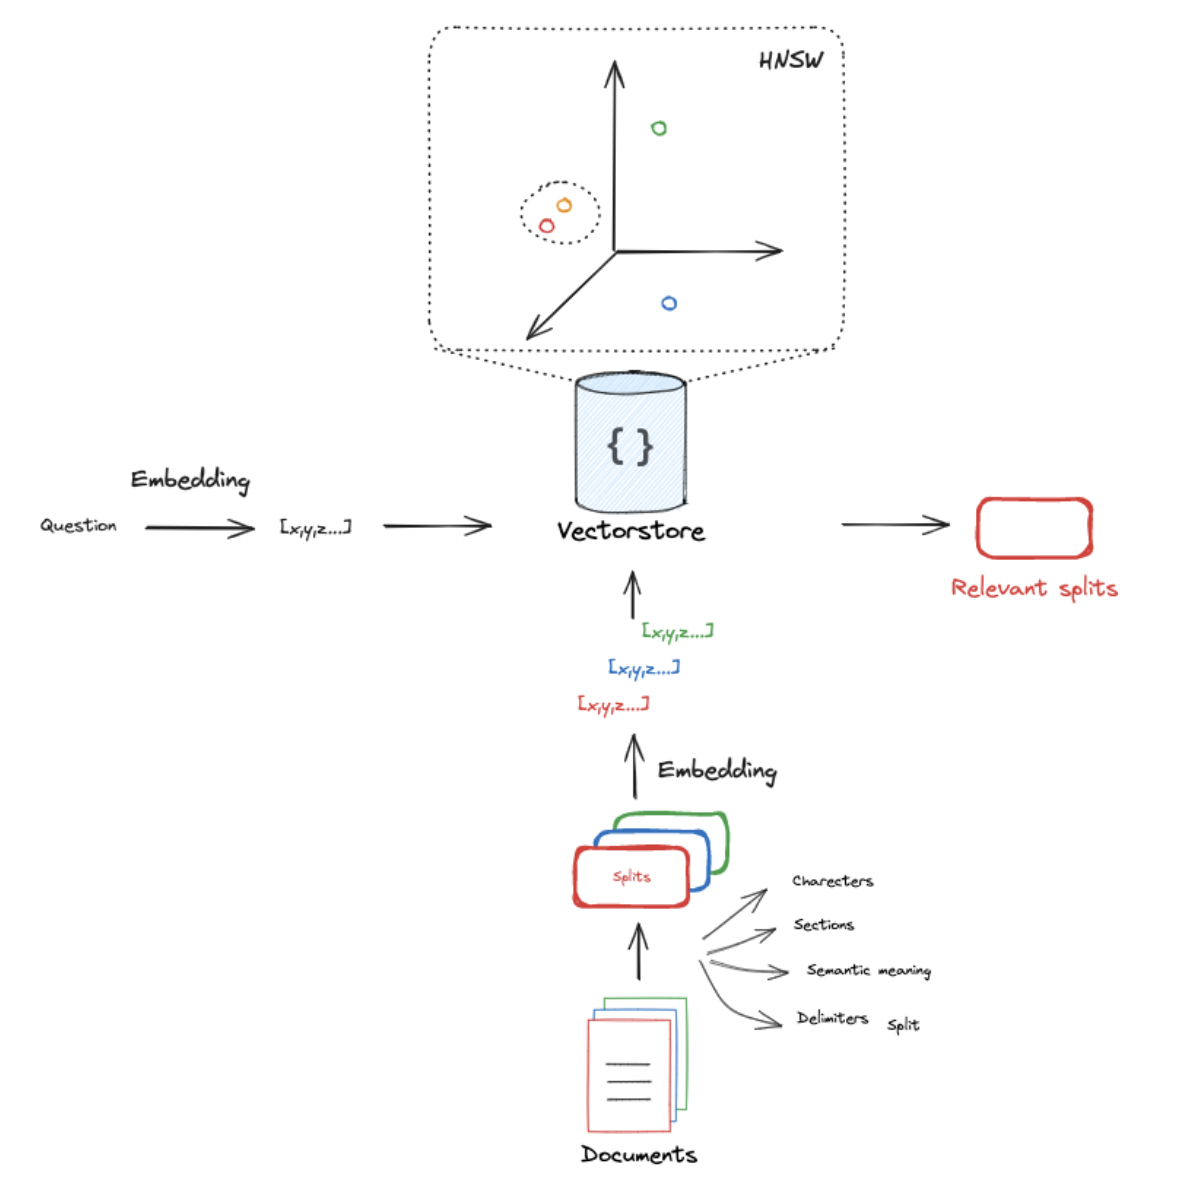 HNSW
{}
Embedding
Question
[x,y,z...]
Vectorstore
Relevant splits
[x,y,z...]
[x,y,z...]
[x,y,z...]
Embedding
Splits
Charecters
Sections
Semantic meaning
Delimiters Split
Documents